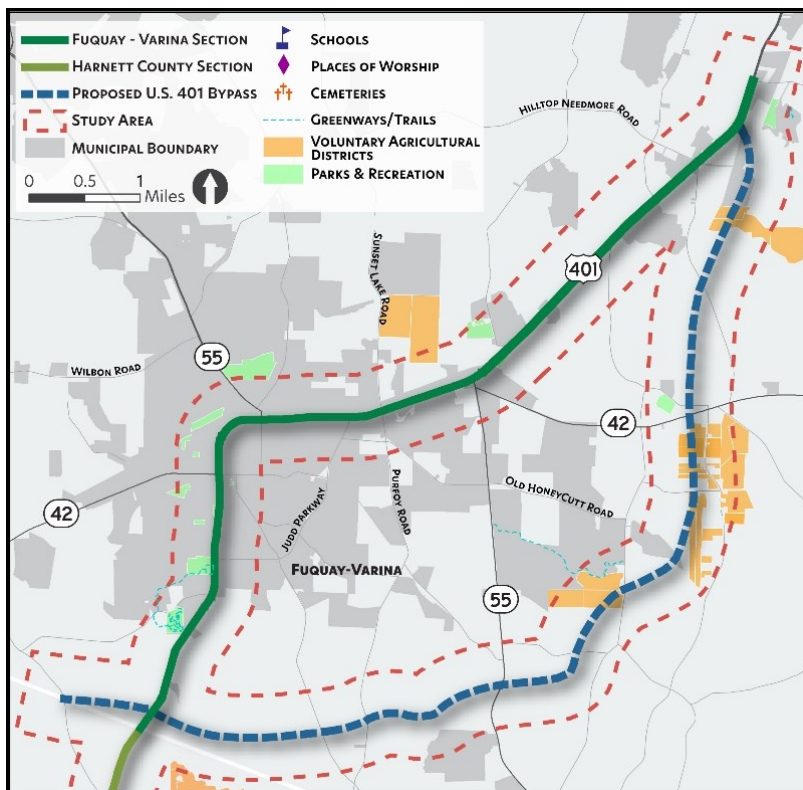 Fuquay - Varina Section
Harnett County Section
Proposed U.S. 401 Bypass
Study Area
Municipal Boundary
0 0.5 1
Miles
Schools
Places of Worship
Cemeteries
Greenways/Trails
Voluntary Agricultural
Districts
Parks & Recreation
Hilltop Needmore
Road
Sunset Lake
Road
401
55
Wilbon Road
42
Old HoneyCutt Road
Purfoy Road
Judd Parkway
42
Fuquay-Varina
55